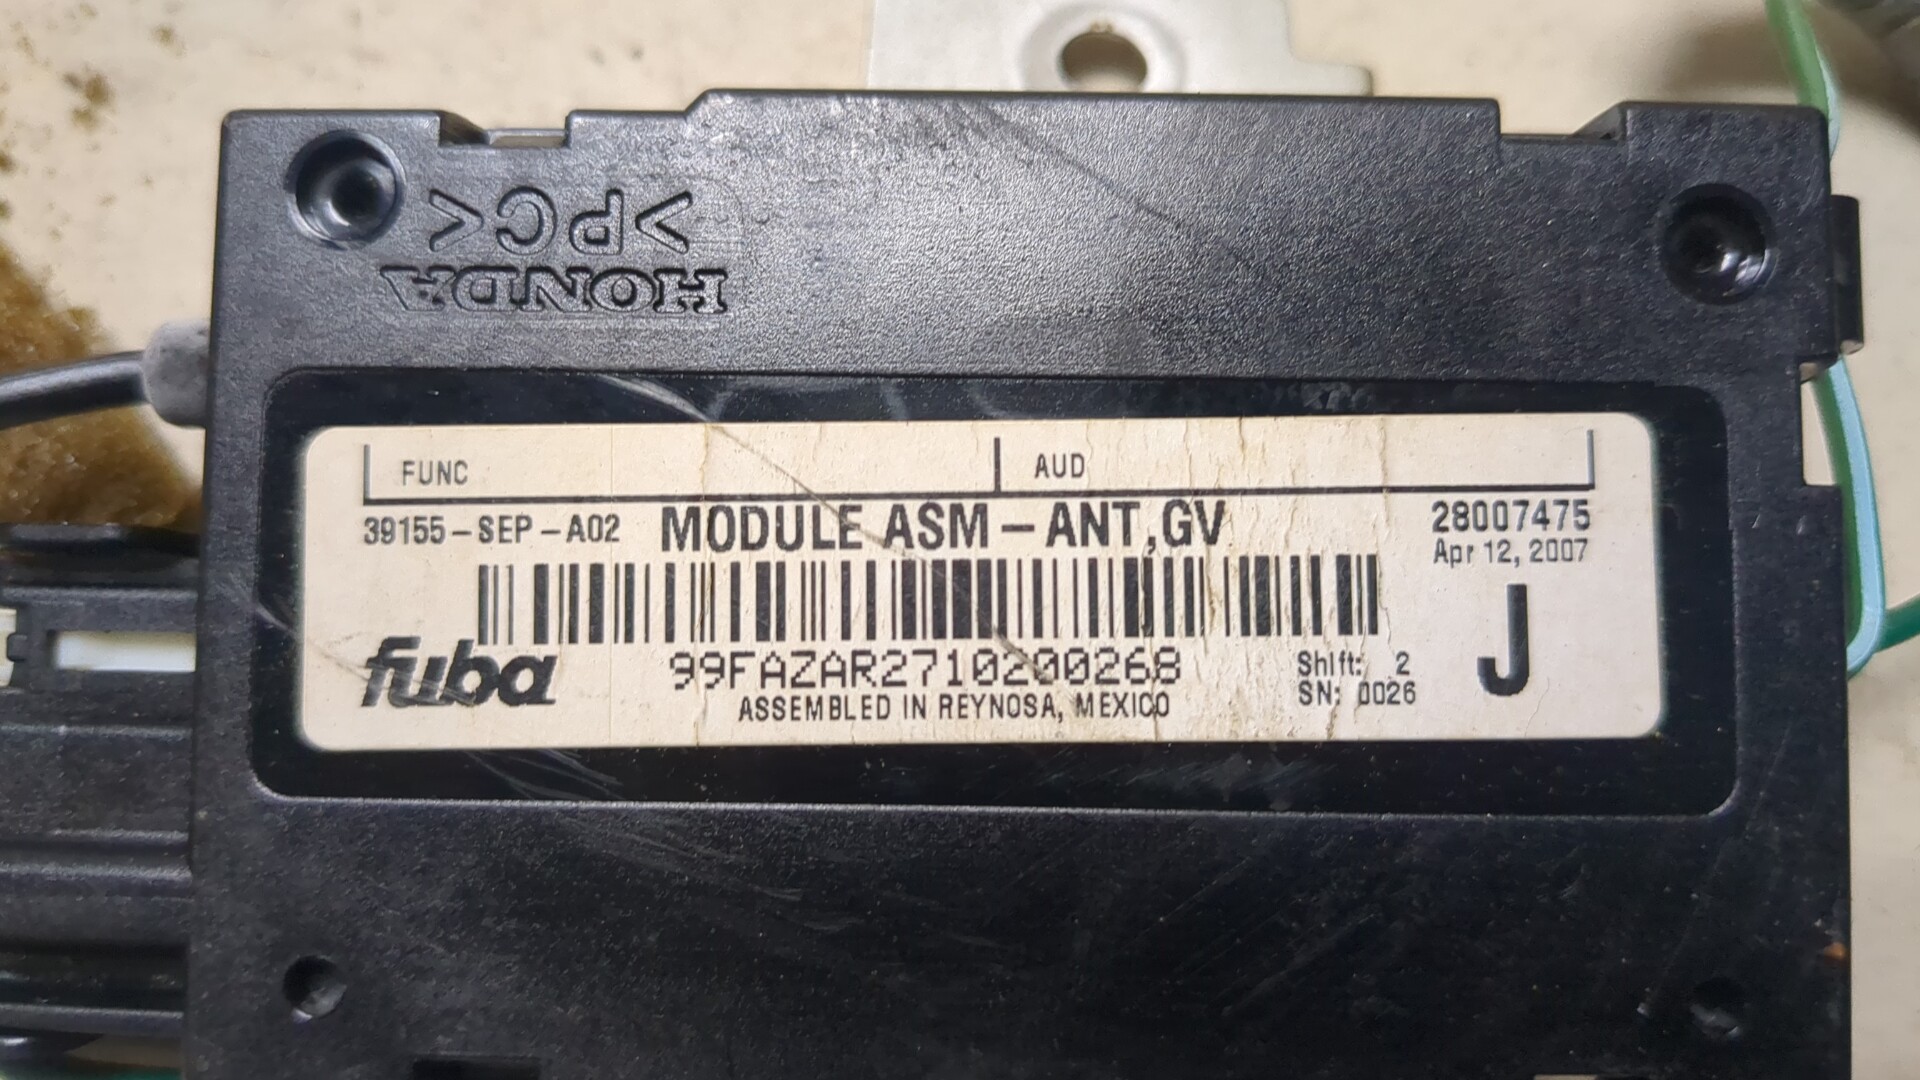 >PC<
HONDA
FUNC AUD
39155-SEP-A02 MODULE ASM-ANT,GV 28007475
Apr 12, 2007
J
fuba 99FAZAR2710200268 Shift: 2
ASSEMBLED IN REYNOSA, MEXICO SN: 0026